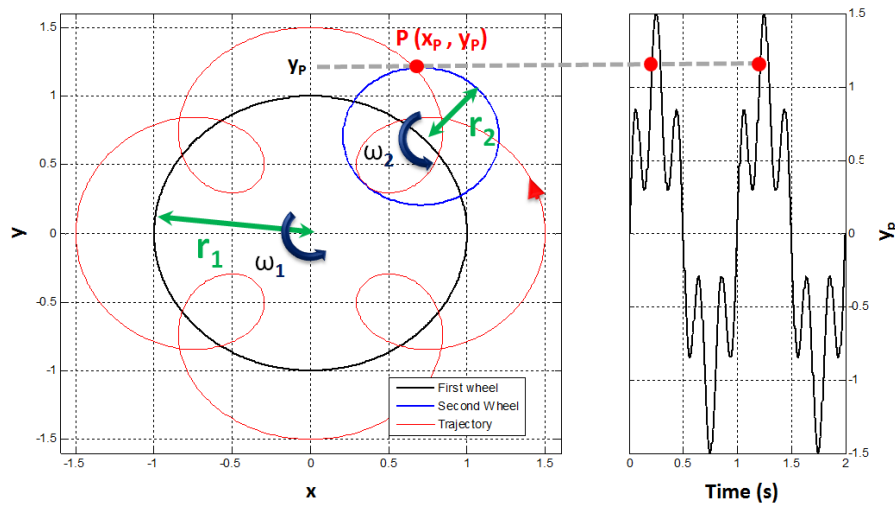 P (xP , yP)
yP
r2
ω2
r1
ω1
1.5
1
0.5
0
-0.5
-1
-1.5
-1.5
-1
-0.5
0
0.5
1
1.5
y
x
First wheel
Second Wheel
Trajectory
1.5
1
0.5
0
-0.5
-1
-1.5
yp
0
0.5
1
1.5
2
Time (s)